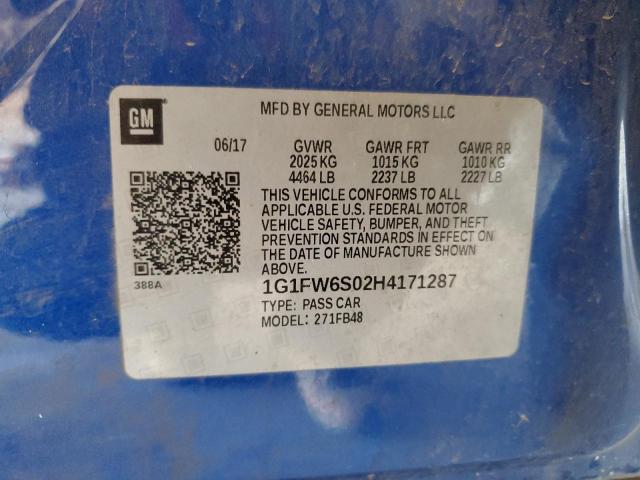 GM
MFD BY GENERAL MOTORS LLC
06/17 GVWR GAWR FRT GAWR RR
2025 KG 1015 KG 1010 KG
4464 LB 2237 LB 2227 LB
THIS VEHICLE CONFORMS TO ALL
APPLICABLE U.S. FEDERAL MOTOR
VEHICLE SAFETY, BUMPER, AND THEFT
PREVENTION STANDARDS IN EFFECT ON
THE DATE OF MANUFACTURE SHOWN
ABOVE.
388A
1G1FW6S02H4171287
TYPE: PASS CAR
MODEL: 271FB48